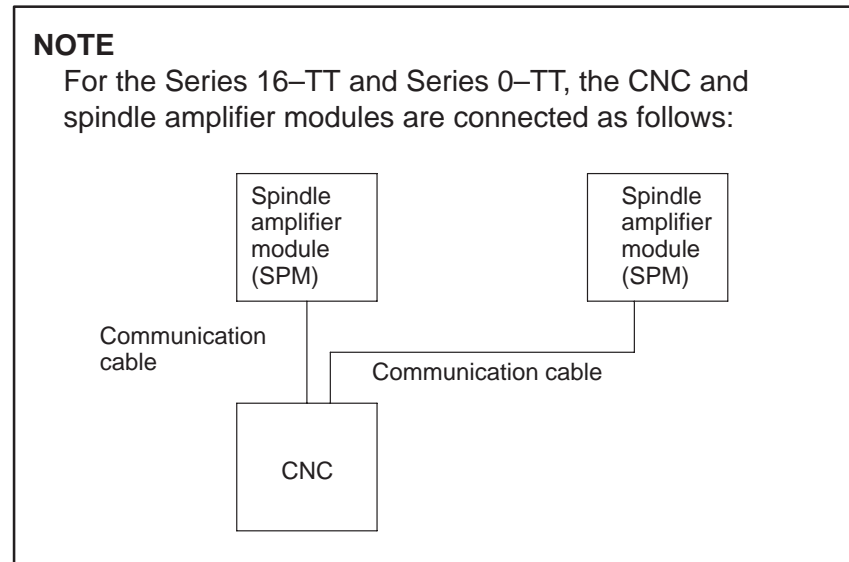 NOTE
For the Series 16–TT and Series 0–TT, the CNC and
spindle amplifier modules are connected as follows:
Spindle
amplifier
module
(SPM)
Spindle
amplifier
module
(SPM)
Communication
cable
Communication cable
CNC